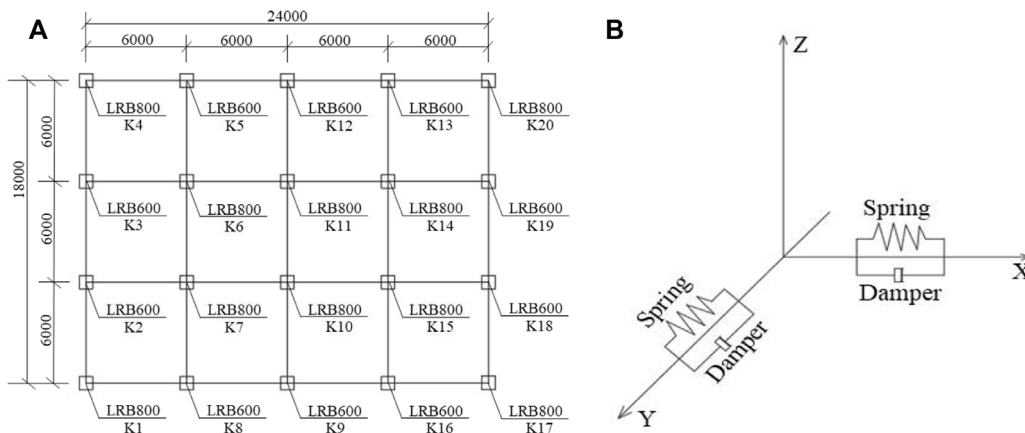 A
24000
6000 6000 6000 6000
LRB800 LRB600 LRB600 LRB600 LRB800
K4 K5 K12 K13 K20
6000
18000
LRB600 LRB800 LRB800 LRB800 LRB600
K3 K6 K11 K14 K19
6000
LRB600 LRB800 LRB800 LRB800 LRB600
K2 K7 K10 K15 K18
6000
LRB800 LRB600 LRB600 LRB600 LRB800
K1 K8 K9 K16 K17
B
Z
Spring
X
Damper
Spring
Damper
Y